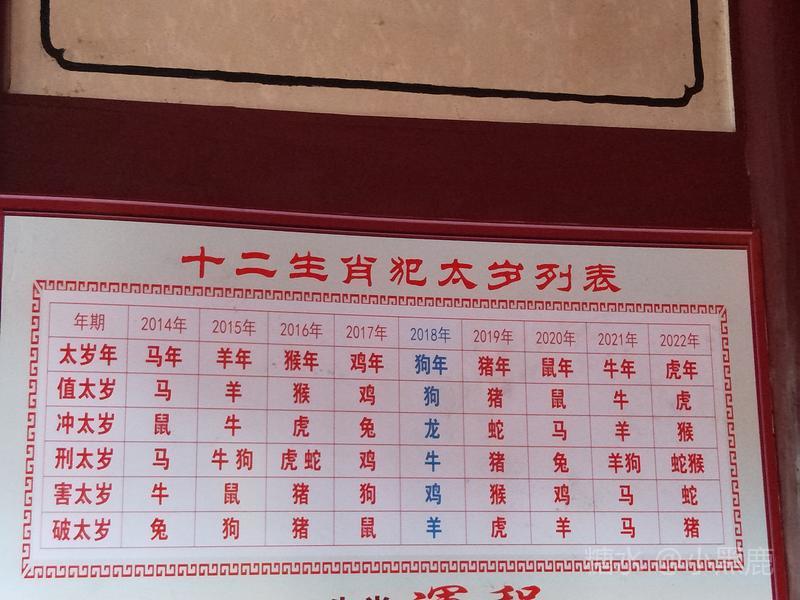 十二生肖犯太岁列表
年期 2014年 2015年 2016年 2017年 2018年 2019年 2020年 2021年 2022年
太岁年 马年 羊年 猴年 鸡年 狗年 猪年 鼠年 牛年 虎年
值太岁 马 羊 猴 鸡 狗 猪 鼠 牛 虎
冲太岁 鼠 牛 虎 兔 龙 蛇 马 羊 猴
刑太岁 马 牛 狗 虎 蛇 鸡 牛 猪 兔 羊狗 蛇猴
害太岁 牛 鼠 猪 狗 鸡 猴 鸡 马 蛇
破太岁 兔 狗 猪 鼠 羊 虎 羊 马 猪
糖水 @小黑鹿